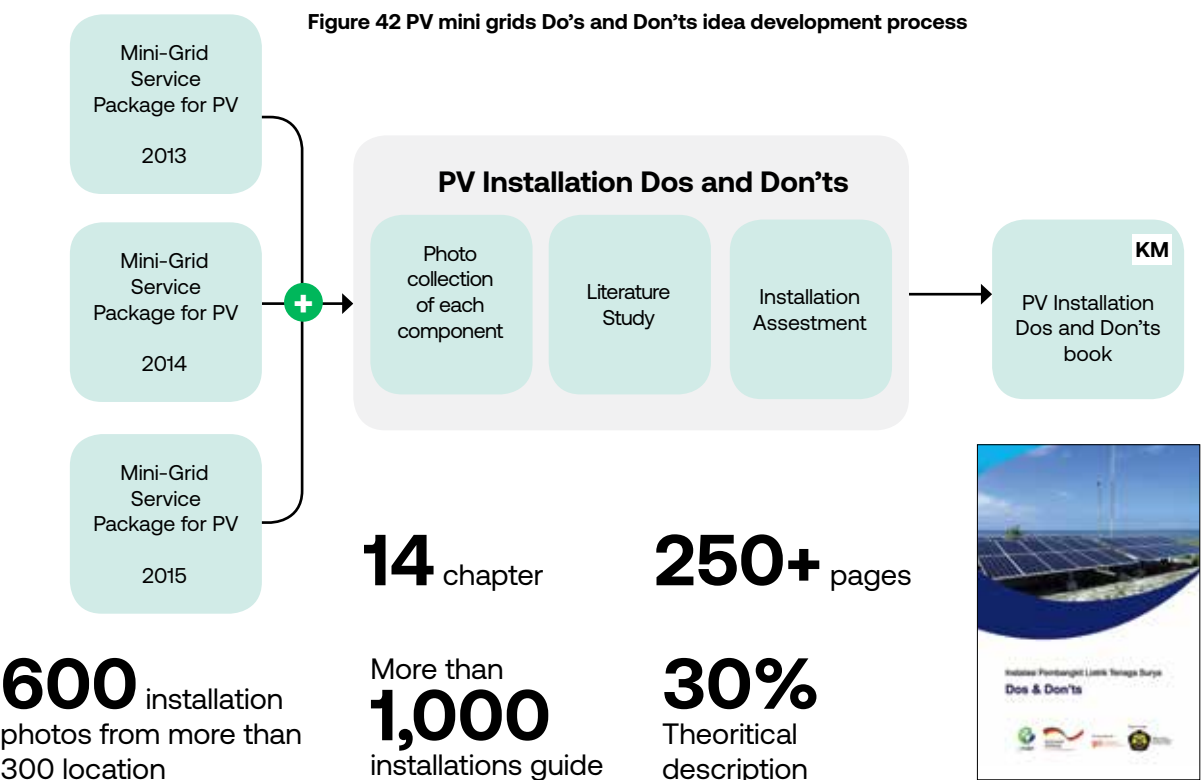 Figure 42 PV mini grids Do's and Don'ts idea development process
Mini-Grid
Service
Package for PV
2013
Mini-Grid
Service
Package for PV
2014
Mini-Grid
Service
Package for PV
2015
+
PV Installation Dos and Don'ts
Photo
collection
of each
component
Literature
Study
Installation
Assestment
KM
PV Installation
Dos and Don'ts
book
14 chapter
250+ pages
600 installation
photos from more than
300 location
More than
1,000
installations guide
30%
Theoritical
description
Instalasi Pembangkit Listrik Tenaga Surya
Dos & Don'ts